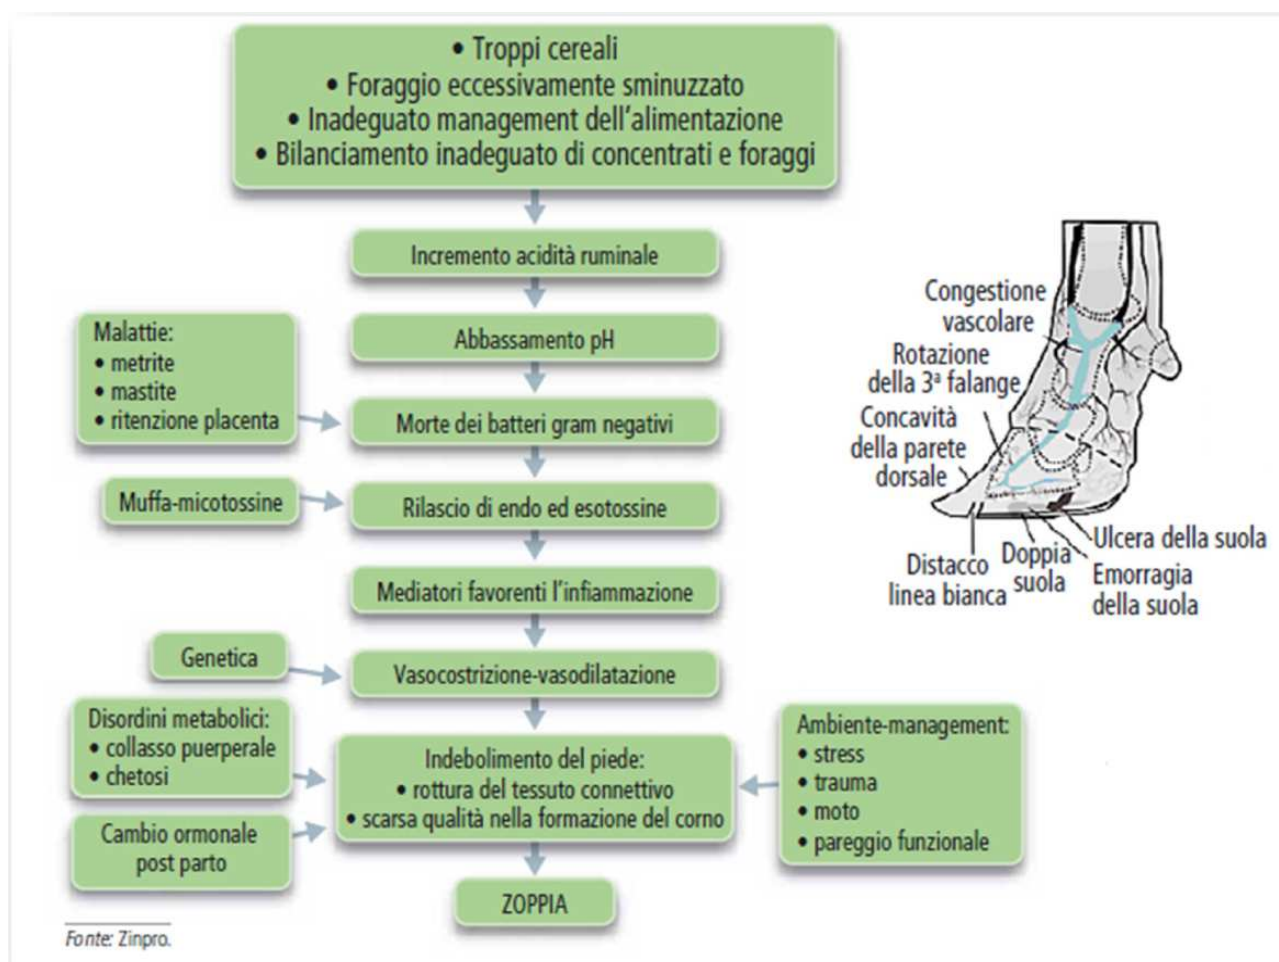 • Troppi cereali
• Foraggio eccessivamente sminuzzato
• Inadeguato management dell'alimentazione
• Bilanciamento inadeguato di concentrati e foraggi
Incremento acidità ruminale
Abbassamento pH
Malattie:
• metrite
• mastite
• ritenzione placenta
Morte dei batteri gram negativi
Muffa-micotossine
Rilascio di endo ed esotossine
Mediatori favorenti l'infiammazione
Genetica
Vasocostrizione-vasodilatazione
Disordini metabolici:
• collasso puerperale
• chetosi
Cambio ormonale
post parto
Indebolimento del piede:
• rottura del tessuto connettivo
• scarsa qualità nella formazione del corno
Ambiente-management:
• stress
• trauma
• moto
• pareggio funzionale
ZOPPIA
Congestione
vascolare
Rotazione
della 3ª falange
Concavità
della parete
dorsale
Distacco
linea bianca
Doppia
suola
Ulcera della suola
Emorragia
della suola
Fonte: Zinpro.